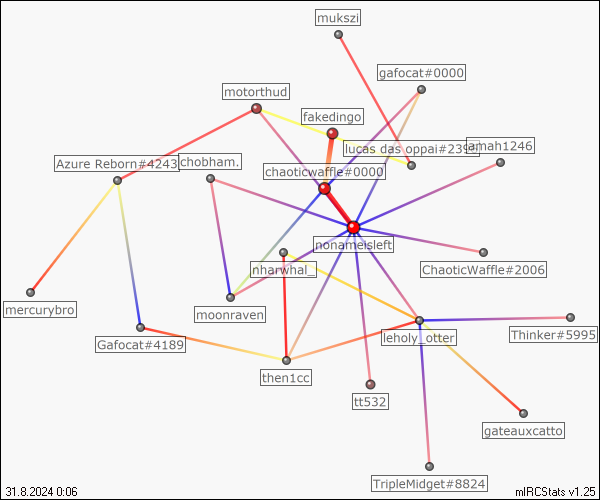 mukszi
gafocat#0000
motorthud
fakedingo
lucas das oppai#239
amah1246
Azure Reborn#4243
chobham.
chaoticwaffle#0000
nonameisleft
nharwhal_
ChaoticWaffle#2006
mercurybro
moonraven
Gafocat#4189
leholy_otter
Thinker#5995
then1cc
tt532
gateauxcatto
TripleMidget#8824
31.8.2024 0:06
mIRCStats v1.25